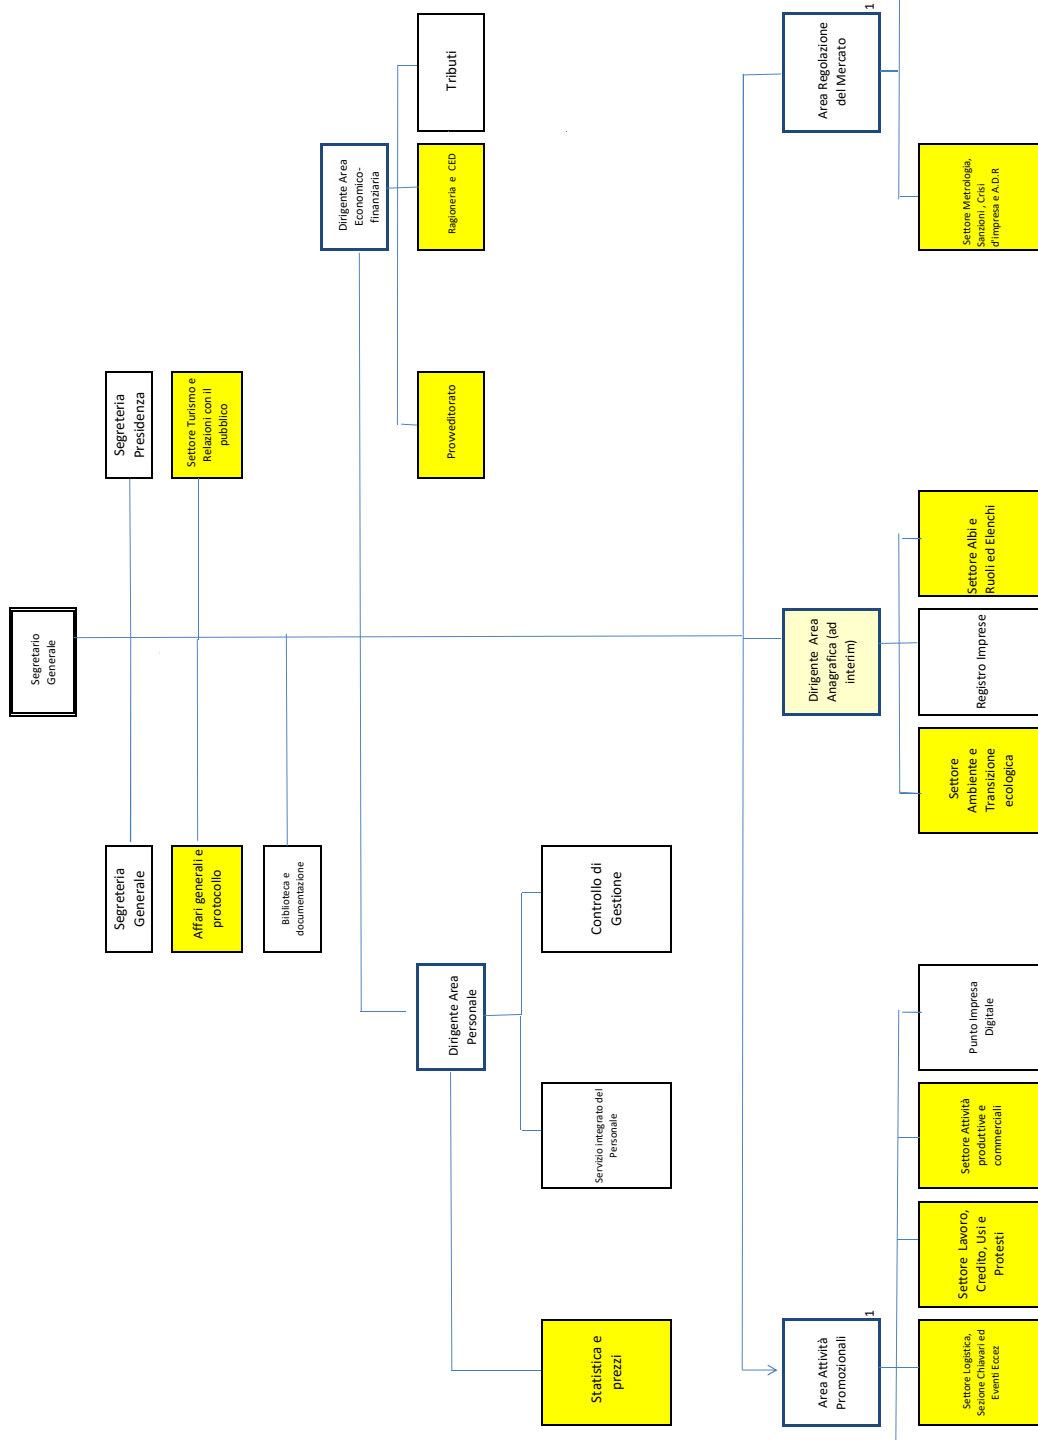 Segretario
Generale
Segreteria
Generale
Segreteria
Presidenza
Affari generali e
protocollo
Settore Turismo e
Relazioni con il
pubblico
Biblioteca e
documentazione
Dirigente Area
Economico-
finanziaria
Dirigente Area
Personale
Provveditorato
Ragioneria e CED
Tributi
Statistica e
prezzi
Servizio integrato del
Personale
Controllo di
Gestione
Area Attività
Promozionali
1
Dirigente Area
Anagrafica (ad
interim)
Area Regolazione
del Mercato
1
Settore Logistica,
Sezione Chiavari ed
Eventi Eccez
Settore Lavoro,
Credito, Usi e
Protesti
Settore Attività
produttive e
commerciali
Punto Impresa
Digitale
Settore
Ambiente e
Transizione
ecologica
Registro Imprese
Settore Albi e
Ruoli ed Elenchi
Settore Metrologia,
Sanzioni , Crisi
d'impresa e A.D.R